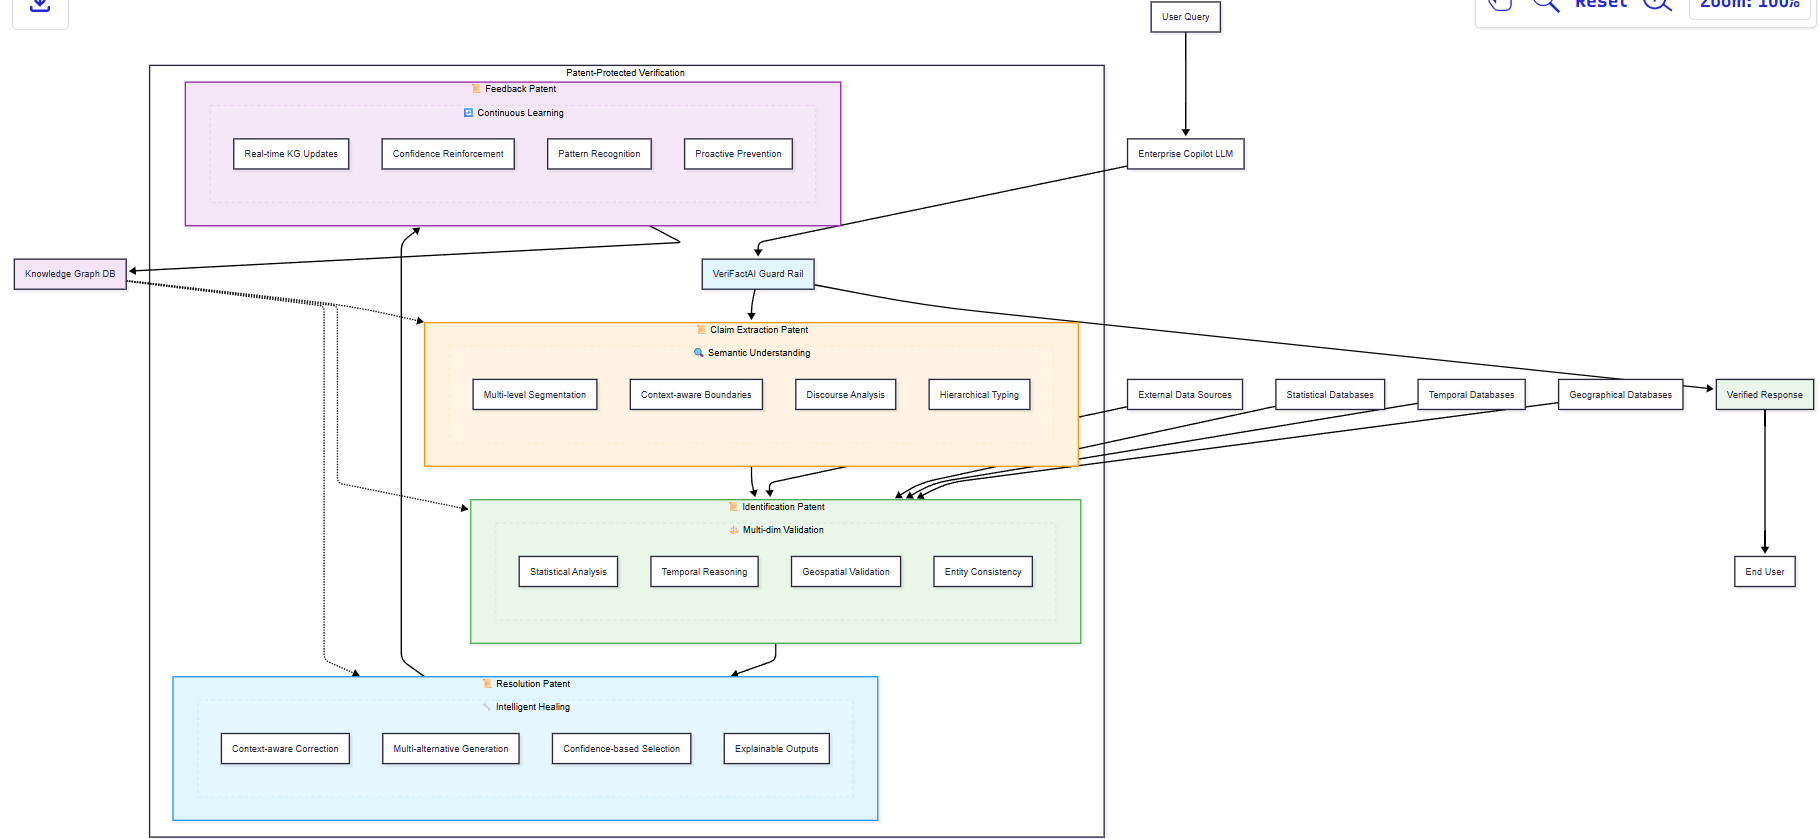 User Query
Reset
Zoom: 100%
Patent-Protected Verification
📜 Feedback Patent
🔄 Continuous Learning
Real-time KG Updates
Confidence Reinforcement
Pattern Recognition
Proactive Prevention
Enterprise Copilot LLM
Knowledge Graph DB
VeriFactAI Guard Rail
📜 Claim Extraction Patent
🔍 Semantic Understanding
Multi-level Segmentation
Context-aware Boundaries
Discourse Analysis
Hierarchical Typing
External Data Sources
Statistical Databases
Temporal Databases
Geographical Databases
Verified Response
📜 Identification Patent
⚖️ Multi-dim Validation
Statistical Analysis
Temporal Reasoning
Geospatial Validation
Entity Consistency
End User
📜 Resolution Patent
🔧 Intelligent Healing
Context-aware Correction
Multi-alternative Generation
Confidence-based Selection
Explainable Outputs